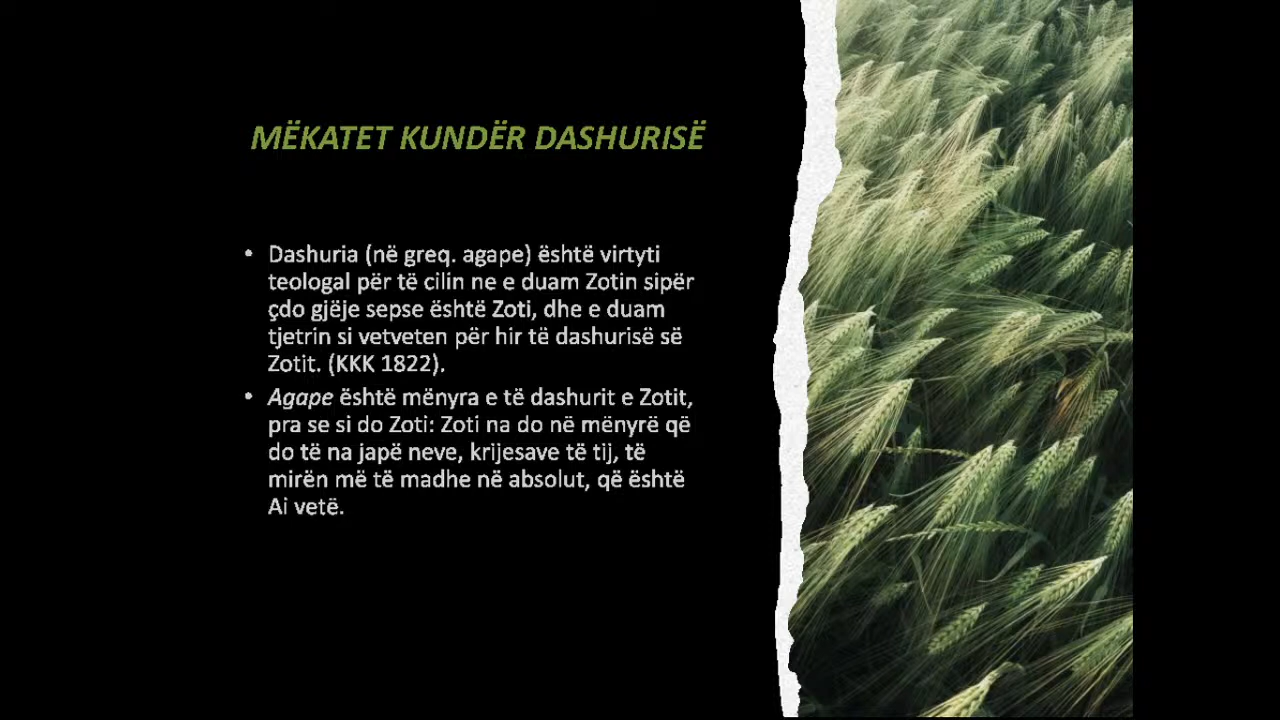 MËKATET KUNDËR DASHURISË
• Dashuria (në greq. agape) është virtyti
teologal për të cilin ne e duam Zotin sipër
çdo gjëje sepse është Zoti, dhe e duam
tjetrin si vetveten për hir të dashurisë së
Zotit. (KKK 1822).
• Agape është mënyra e të dashurit e Zotit,
pra se si do Zoti: Zoti na do në mënyrë që
do të na japë neve, krijesave të tij, të
mirën më të madhe në absolut, që është
Ai vetë.